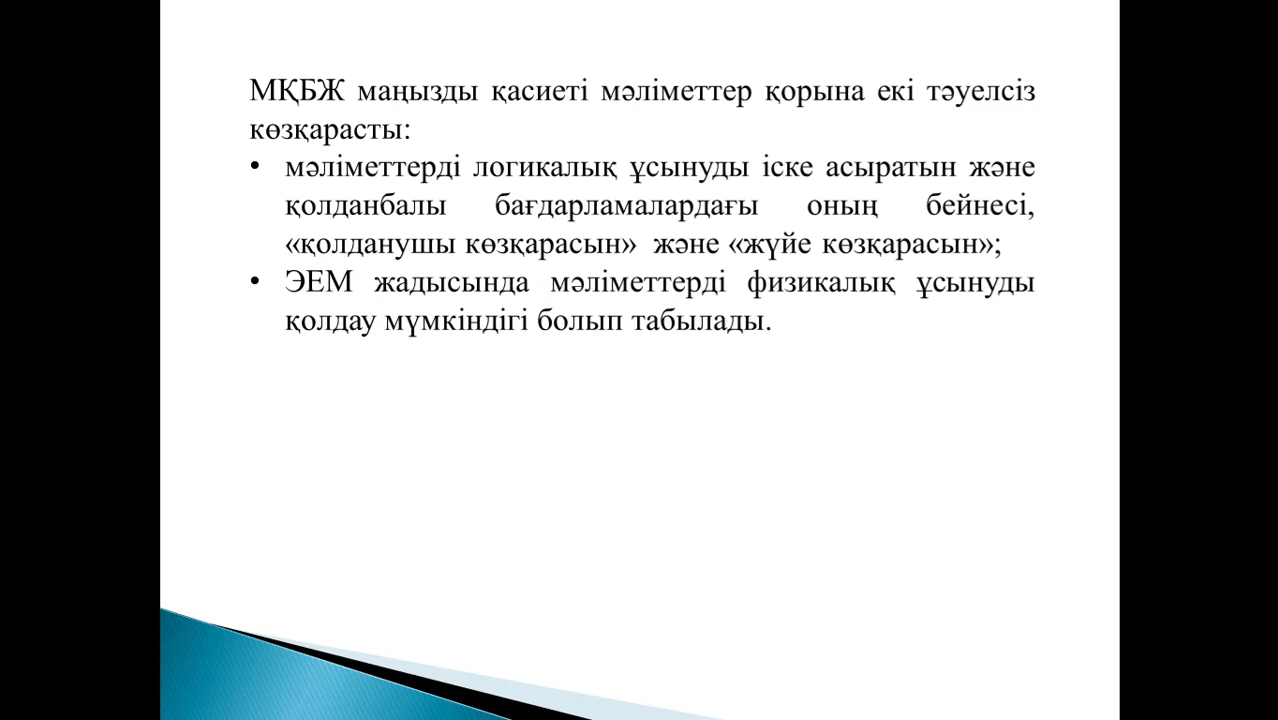 МҚБЖ маңызды қасиеті мәліметтер қорына екі тәуелсіз
көзқарасты:
• мәліметтерді логикалық ұсынуды іске асыратын және
қолданбалы бағдарламалардағы оның бейнесі,
«қолданушы көзқарасын»  және «жүйе көзқарасын»;
• ЭЕМ жадысында мәліметтерді физикалық ұсынуды
қолдау мүмкіндігі болып табылады.